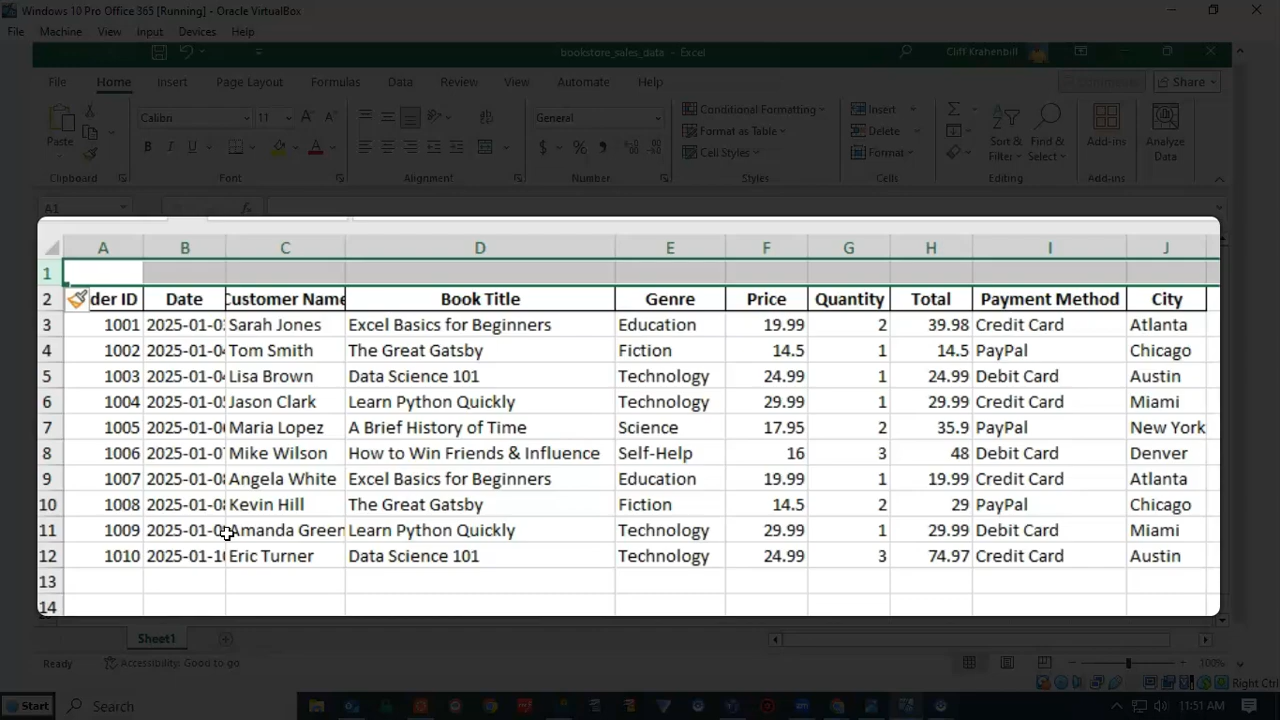 Windows 10 Pro Office 365 [Running] - Oracle VirtualBox
File Machine View Input Devices Help
bookstore_sales_data - Excel
Cliff Krahenbill
File Home Insert Page Layout Formulas Data Review View Automate Help
Comments Share
Paste
Calibri 11
B I U
General
$ % ,
Conditional Formatting
Format as Table
Cell Styles
Insert
Delete
Format
Sort & Filter
Find & Select
Add-ins
Analyze Data
Clipboard Font Alignment Number Styles Cells Editing Add-ins
A1 fx
A B C D E F G H I J
1
2 der ID Date Customer Name Book Title Genre Price Quantity Total Payment Method City
3 1001 2025-01-03 Sarah Jones Excel Basics for Beginners Education 19.99 2 39.98 Credit Card Atlanta
4 1002 2025-01-04 Tom Smith The Great Gatsby Fiction 14.5 1 14.5 PayPal Chicago
5 1003 2025-01-04 Lisa Brown Data Science 101 Technology 24.99 1 24.99 Debit Card Austin
6 1004 2025-01-05 Jason Clark Learn Python Quickly Technology 29.99 1 29.99 Credit Card Miami
7 1005 2025-01-06 Maria Lopez A Brief History of Time Science 17.95 2 35.9 PayPal New York
8 1006 2025-01-07 Mike Wilson How to Win Friends & Influence Self-Help 16 3 48 Debit Card Denver
9 1007 2025-01-08 Angela White Excel Basics for Beginners Education 19.99 1 19.99 Credit Card Atlanta
10 1008 2025-01-08 Kevin Hill The Great Gatsby Fiction 14.5 2 29 PayPal Chicago
11 1009 2025-01-0 Amanda Green Learn Python Quickly Technology 29.99 1 29.99 Debit Card Miami
12 1010 2025-01-1 Eric Turner Data Science 101 Technology 24.99 3 74.97 Credit Card Austin
13
14
Sheet1
Ready Accessibility: Good to go 100%
Right Ctrl
Start Search 11:51 AM